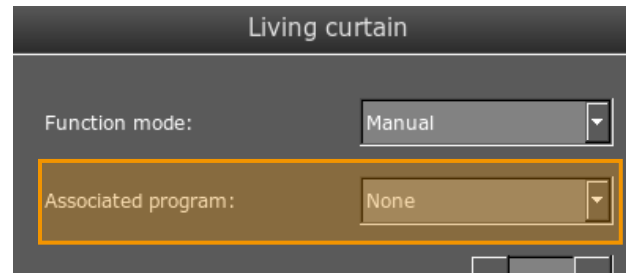 Living curtain
Function mode: Manual
Associated program: None